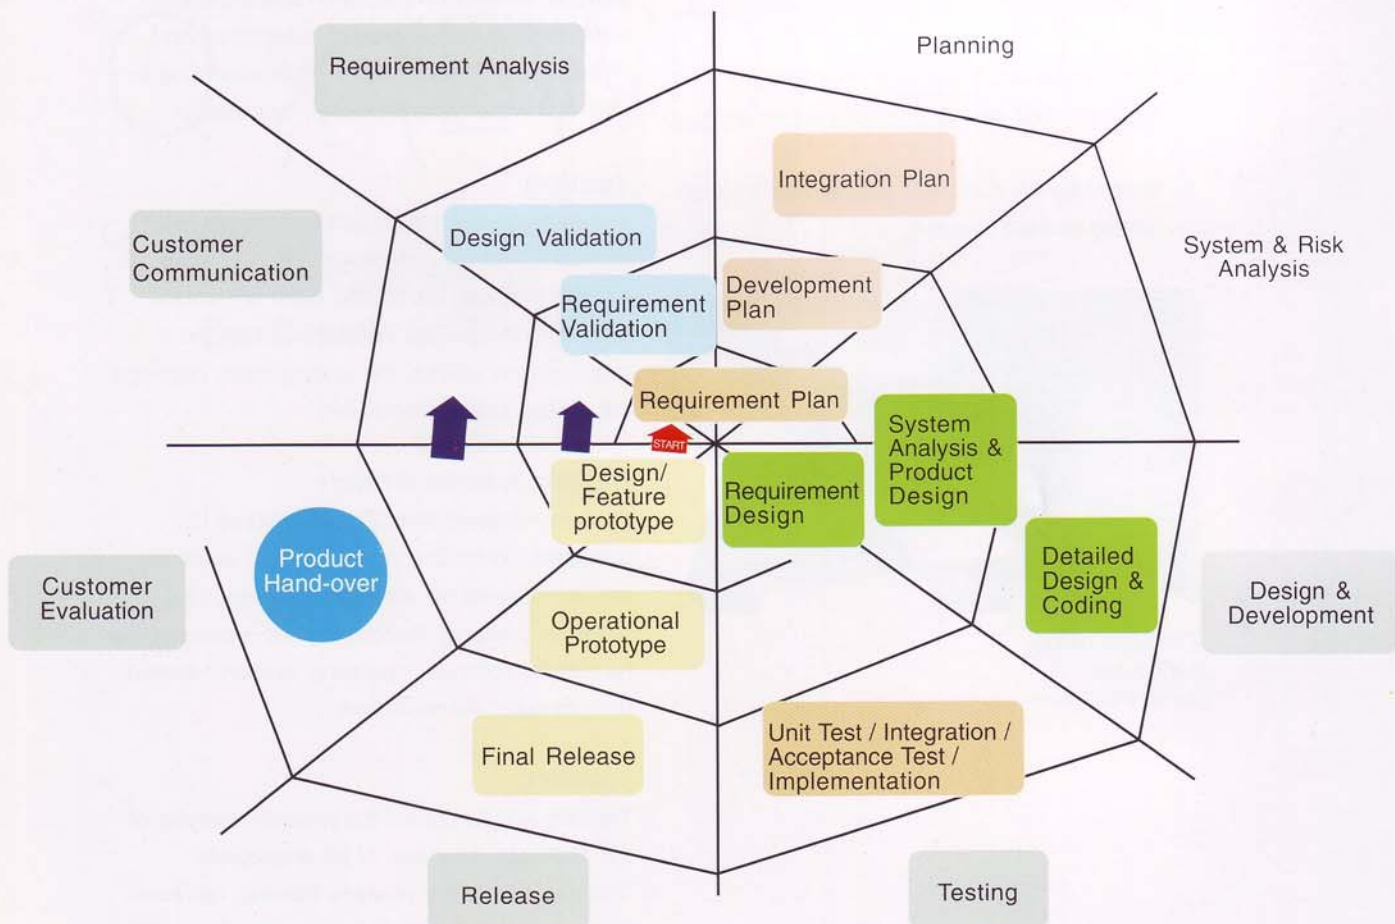 Planning
Requirement Analysis
Integration Plan
Design Validation
Customer
Communication
System & Risk
Analysis
Development
Plan
Requirement
Validation
Requirement Plan
START
System
Analysis &
Product
Design
Design/
Feature
prototype
Requirement
Design
Product
Hand-over
Detailed
Design &
Coding
Customer
Evaluation
Design &
Development
Operational
Prototype
Unit Test / Integration /
Acceptance Test /
Implementation
Final Release
Release
Testing